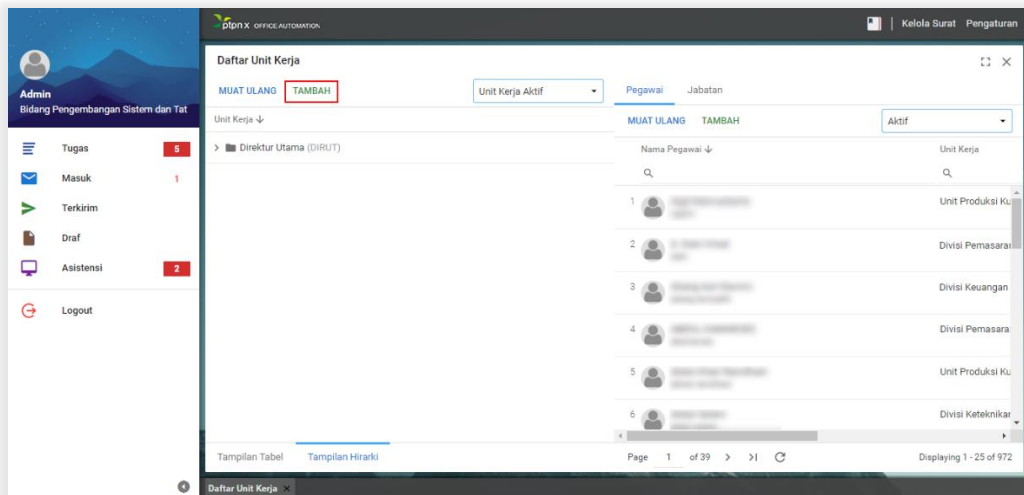 ptpn x OFFICE AUTOMATION
Kelola Surat Pengaturan
Admin
Bidang Pengembangan Sistem dan Tat
Tugas 5
Masuk 1
Terkirim
Draf
Asistensi 2
Logout
Daftar Unit Kerja
MUAT ULANG TAMBAH Unit Kerja Aktif
Unit Kerja
Direktur Utama (DIRUT)
Tampilan Tabel Tampilan Hirarki
Pegawai Jabatan
MUAT ULANG TAMBAH Aktif
Nama Pegawai Unit Kerja
1 Unit Produksi Ku
2 Divisi Pemasaran
3 Divisi Keuangan
4 Divisi Pemasara
5 Unit Produksi Ku
6 Divisi Keteknikan
Page 1 of 39 Displaying 1 - 25 of 972
Daftar Unit Kerja